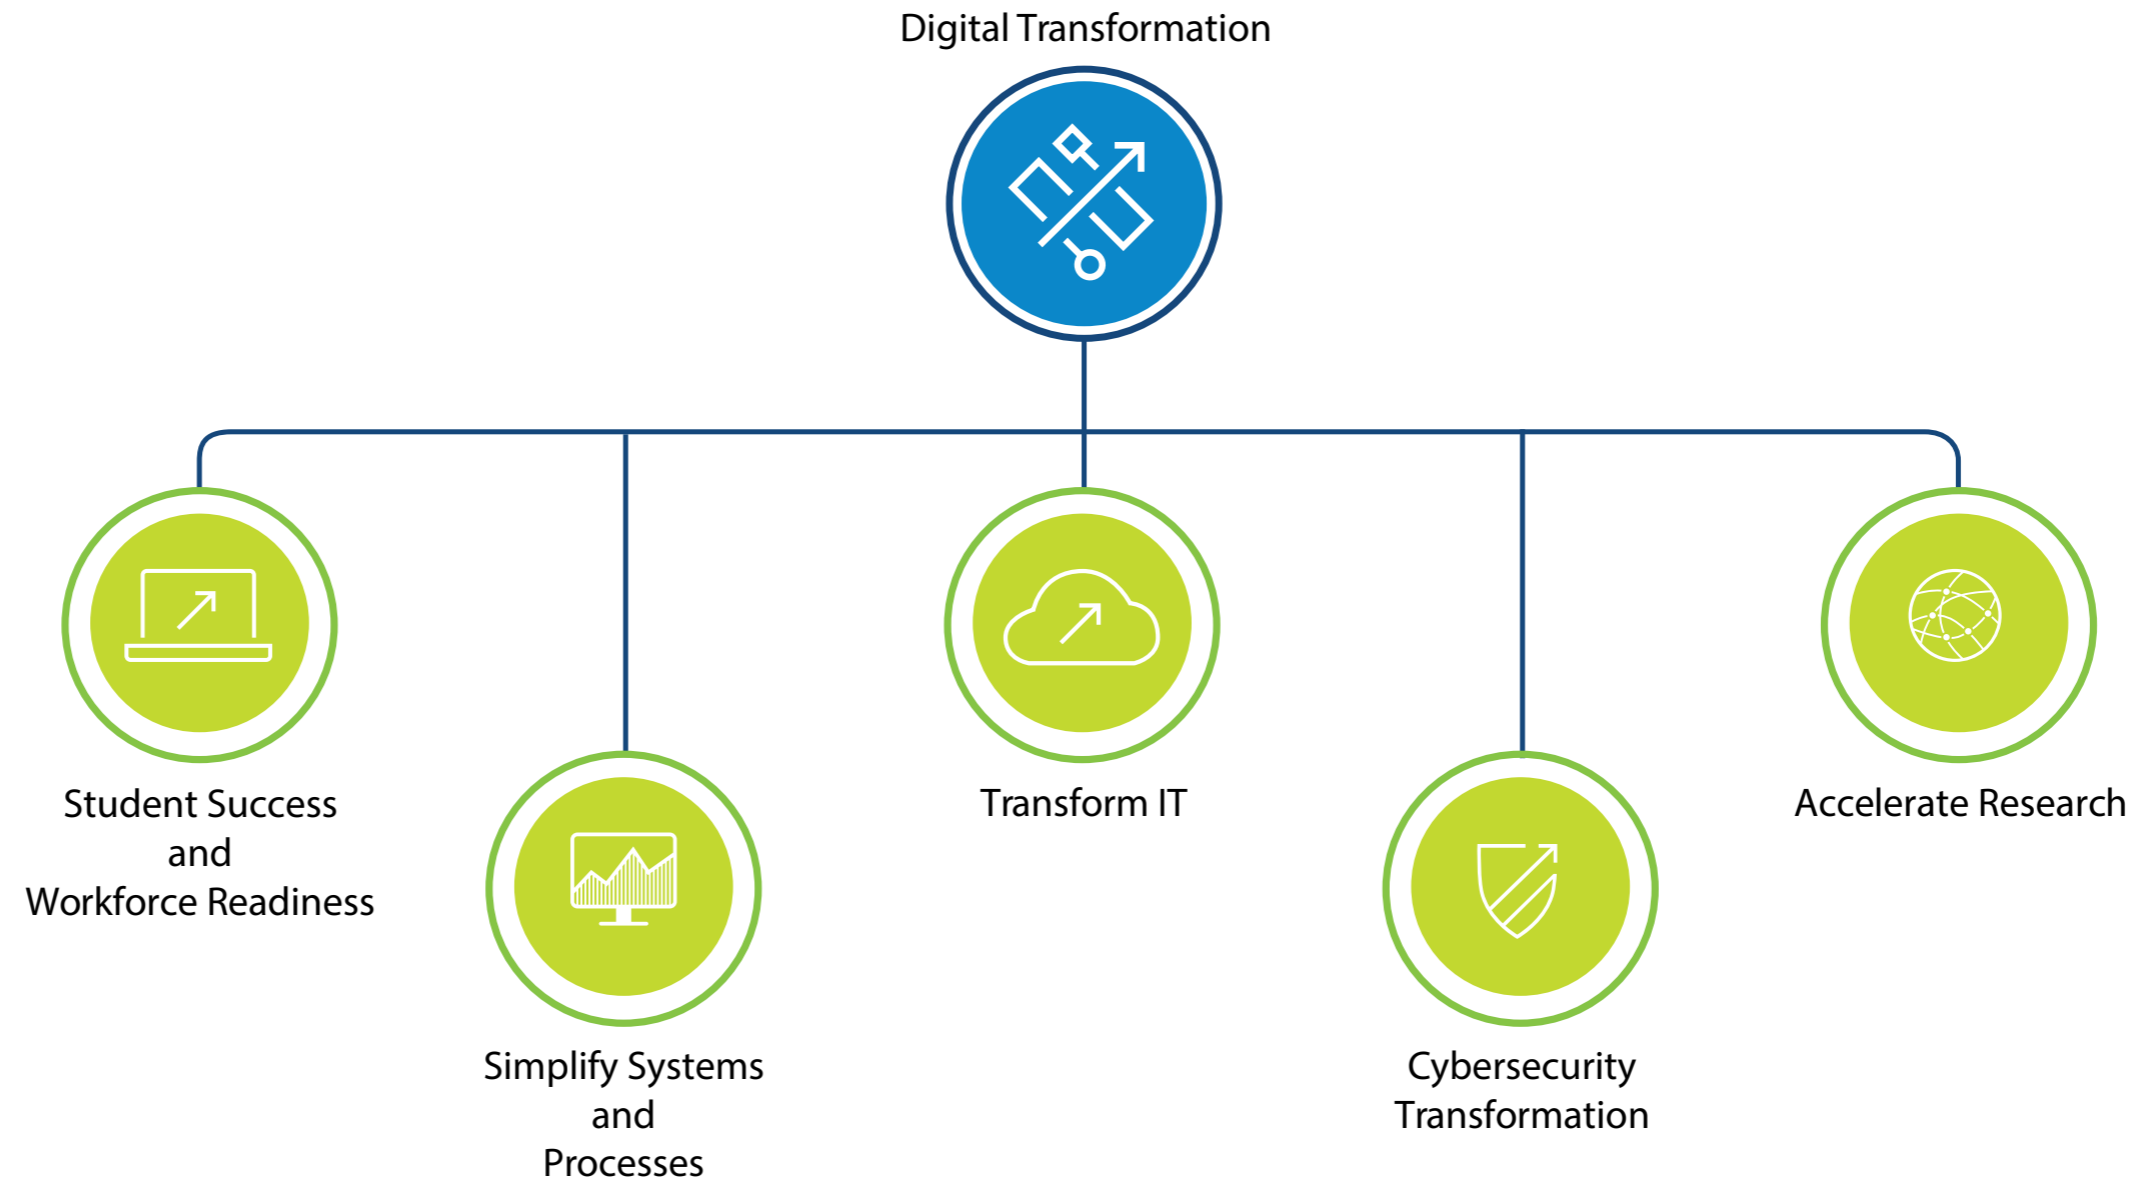 Digital Transformation
Student Success
and
Workforce Readiness
Simplify Systems
and
Processes
Transform IT
Cybersecurity
Transformation
Accelerate Research